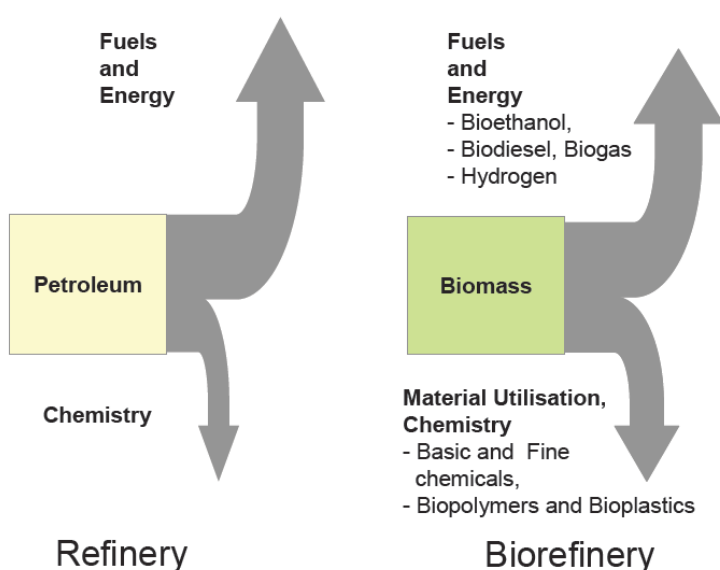 Fuels
and
Energy
Petroleum
Chemistry
Refinery
Fuels
and
Energy
- Bioethanol,
- Biodiesel, Biogas
- Hydrogen
Biomass
Material Utilisation,
Chemistry
- Basic and Fine
chemicals,
- Biopolymers and Bioplastics
Biorefinery